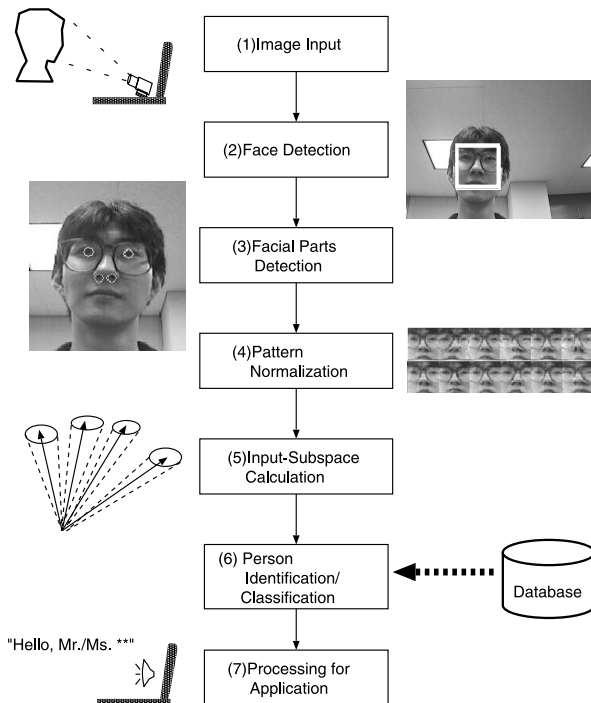 (1)Image Input
(2)Face Detection
(3)Facial Parts
Detection
(4)Pattern
Normalization
(5)Input-Subspace
Calculation
(6) Person
Identification/
Classification
Database
"Hello, Mr./Ms. **"
(7)Processing for
Application